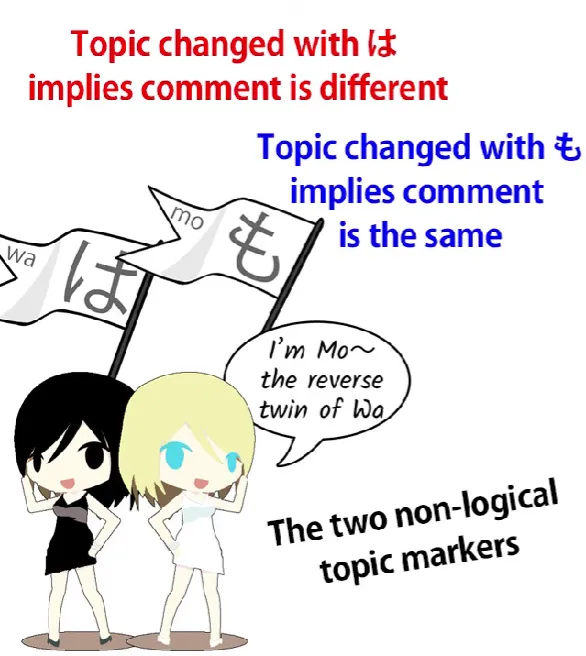 Topic changed with は
implies comment is different
Topic changed with も
implies comment
is the same
mo
も
wa
は
I'm Mo～
the reverse
twin of Wa
The two non-logical
topic markers